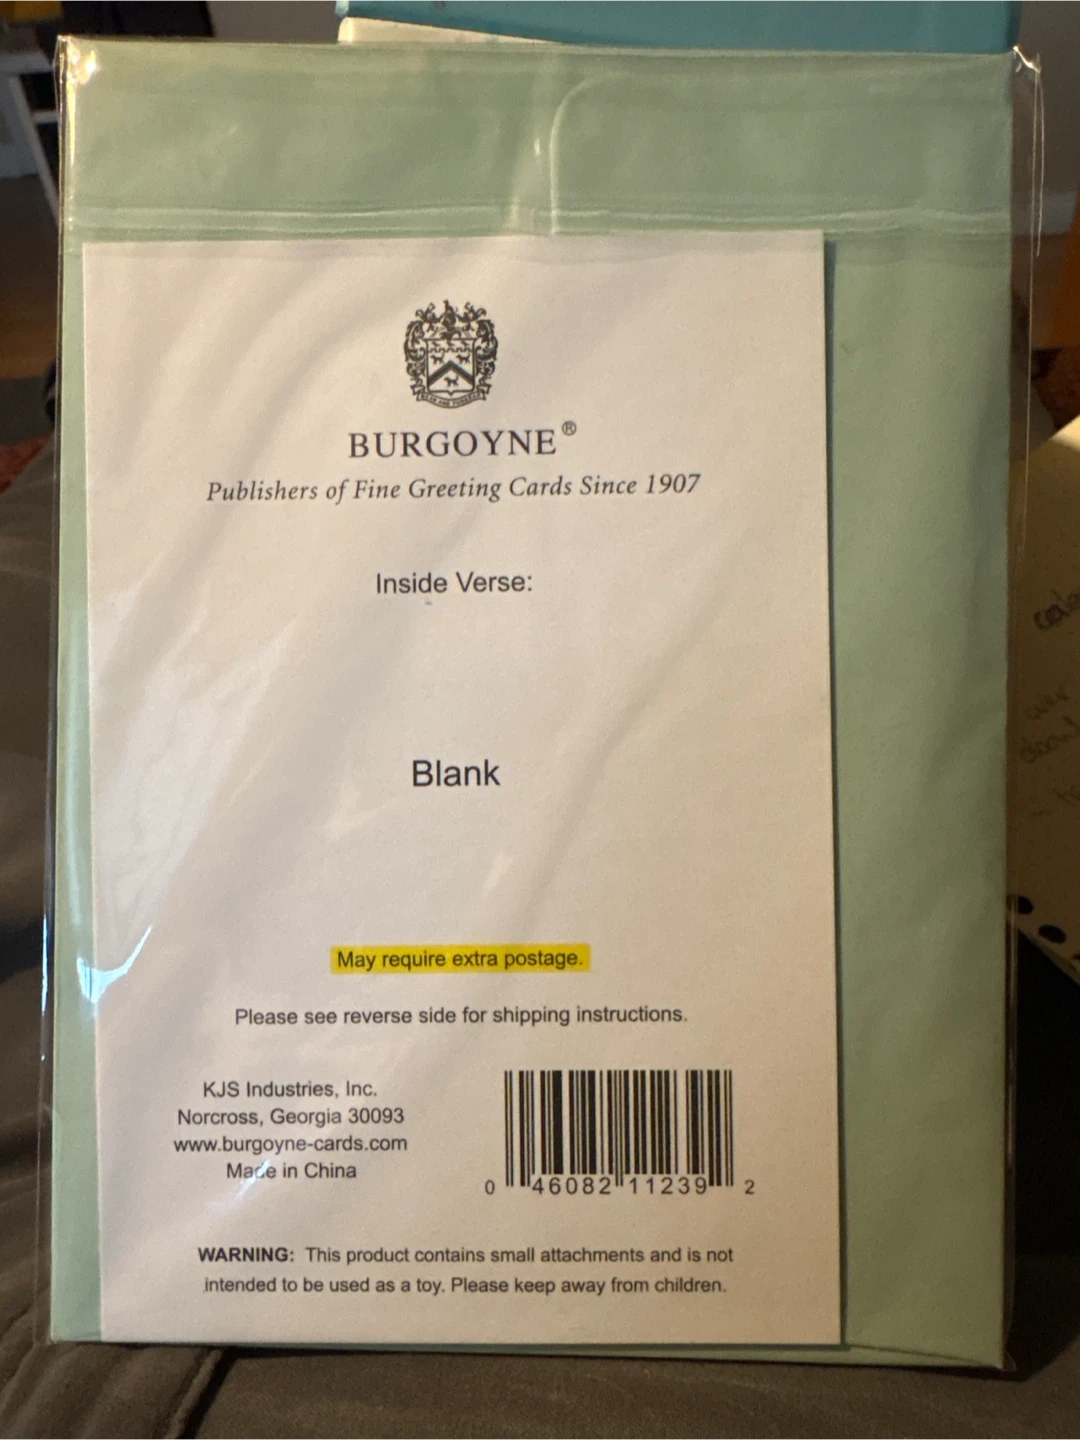 BURGOYNE®
Publishers of Fine Greeting Cards Since 1907
Inside Verse:
Blank
May require extra postage.
Please see reverse side for shipping instructions.
KJS Industries, Inc.
Norcross, Georgia 30093
www.burgoyne-cards.com
Made in China
0 46082 11239 2
WARNING: This product contains small attachments and is not
intended to be used as a toy. Please keep away from children.